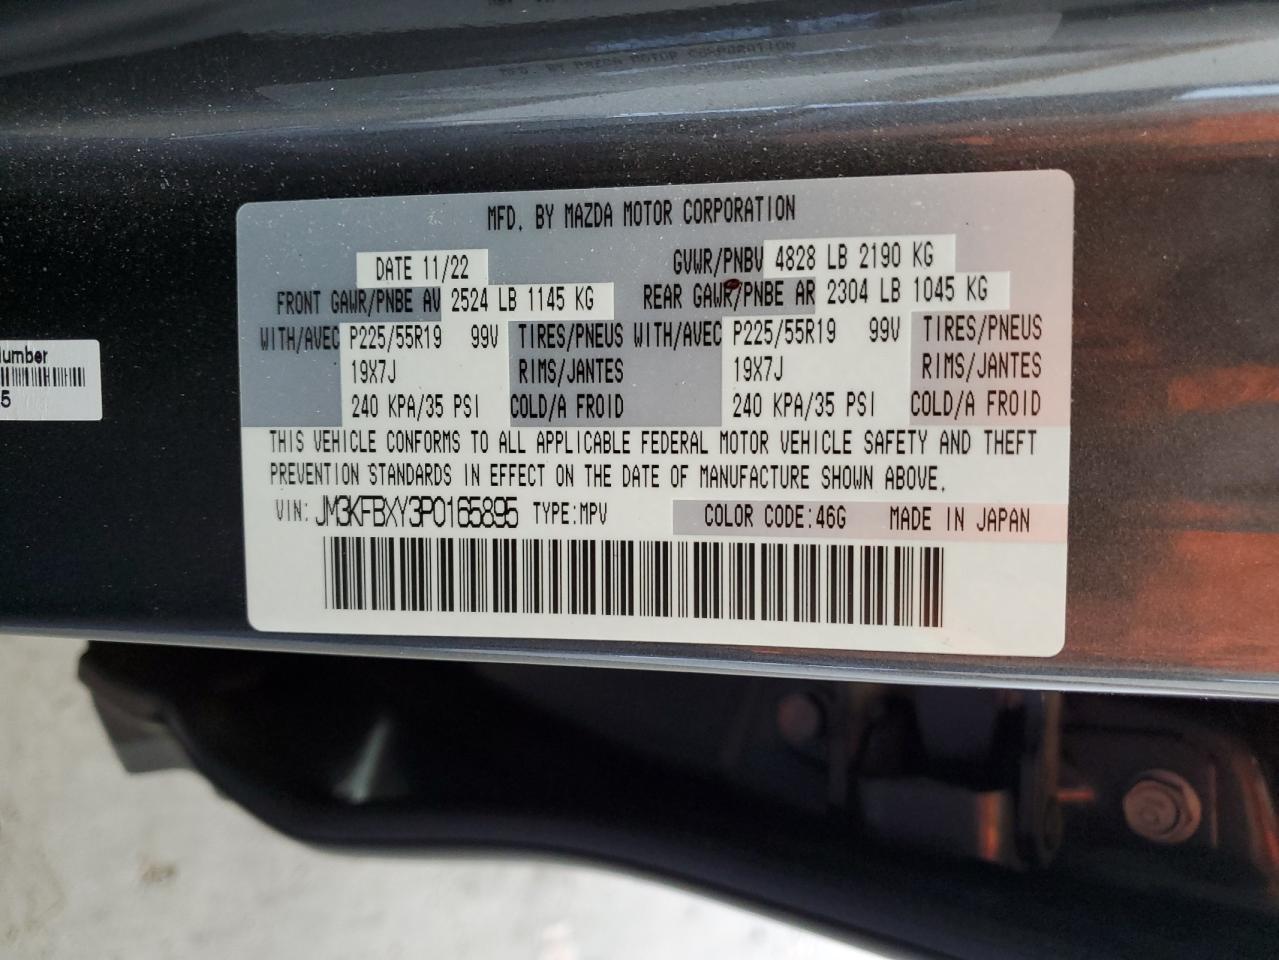 MFD. BY MAZDA MOTOR CORPORATION
DATE 11/22 GVWR/PNBV 4828 LB 2190 KG
FRONT GAWR/PNBE AV 2524 LB 1145 KG REAR GAWR/PNBE AR 2304 LB 1045 KG
WITH/AVEC P225/55R19 99V TIRES/PNEUS WITH/AVEC P225/55R19 99V TIRES/PNEUS
19X7J RIMS/JANTES 19X7J RIMS/JANTES
240 KPA/35 PSI COLD/A FROID 240 KPA/35 PSI COLD/A FROID
THIS VEHICLE CONFORMS TO ALL APPLICABLE FEDERAL MOTOR VEHICLE SAFETY AND THEFT
PREVENTION STANDARDS IN EFFECT ON THE DATE OF MANUFACTURE SHOWN ABOVE.
VIN: JM3KFBXY3P0165895 TYPE:MPV COLOR CODE:46G MADE IN JAPAN
umber
5